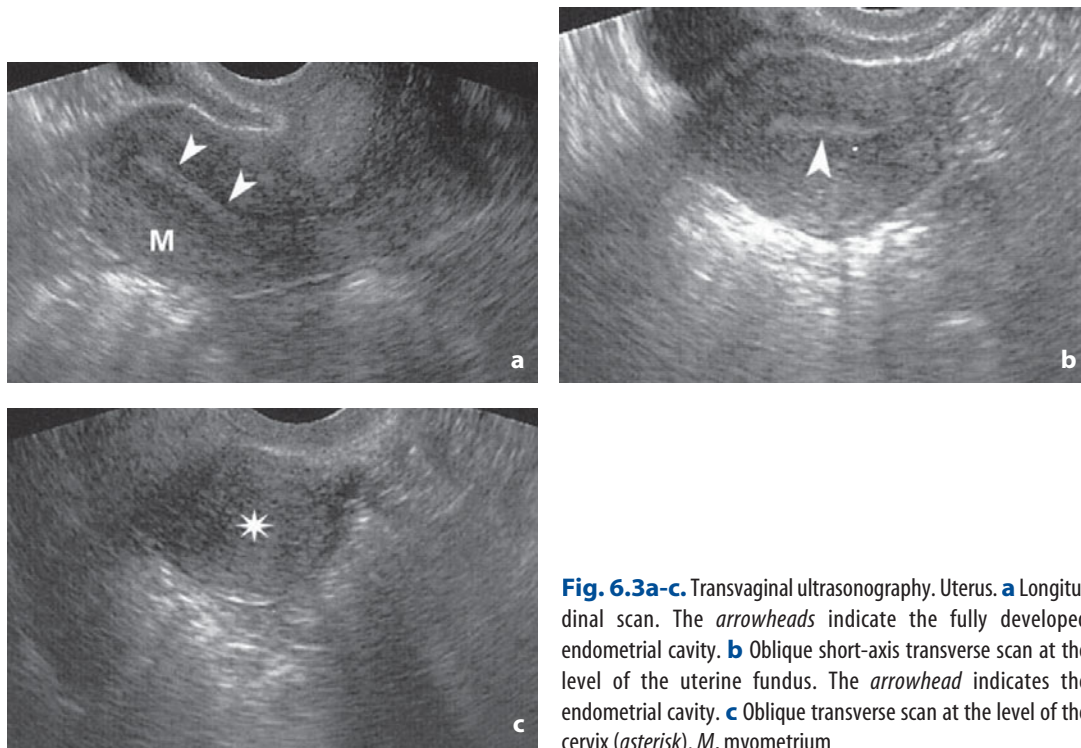 M
a
b
c
Fig. 6.3a-c. Transvaginal ultrasonography. Uterus. a Longitu
dinal scan. The arrowheads indicate the fully developed
endometrial cavity. b Oblique short-axis transverse scan at the
level of the uterine fundus. The arrowhead indicates the
endometrial cavity. c Oblique transverse scan at the level of the
cervix (asterisk). M, myometrium